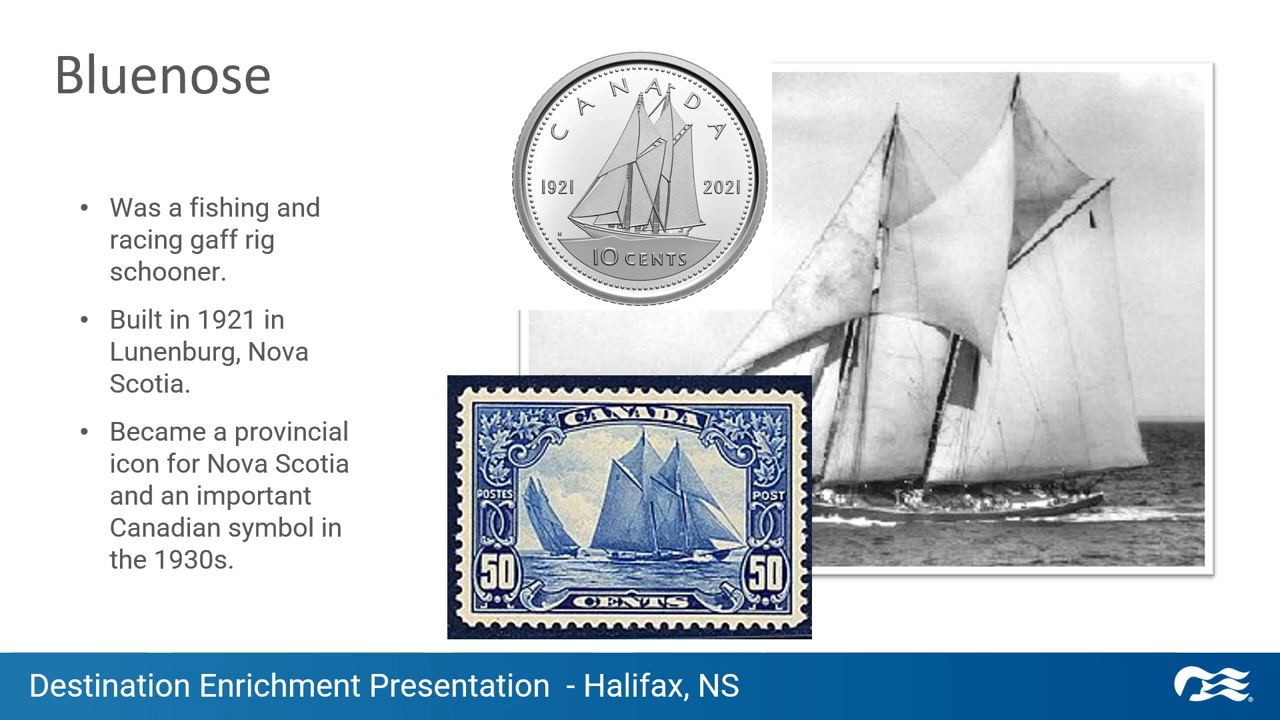 Bluenose
• Was a fishing and
racing gaff rig
schooner.
• Built in 1921 in
Lunenburg, Nova
Scotia.
• Became a provincial
icon for Nova Scotia
and an important
Canadian symbol in
the 1930s.
CANADA
1921 2021
H
10 CENTS
CANADA
POSTES POST
50 50
CENTS
Destination Enrichment Presentation - Halifax, NS
®